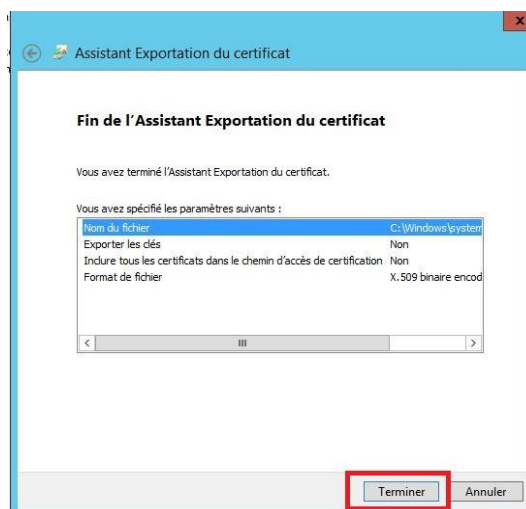 Assistant Exportation du certificat
Fin de l'Assistant Exportation du certificat
Vous avez terminé l'Assistant Exportation du certificat.
Vous avez spécifié les paramètres suivants :
Nom du fichier C:\Windows\system
Exporter les clés Non
Inclure tous les certificats dans le chemin d'accès de certification Non
Format de fichier X.509 binaire encod
Terminer Annuler